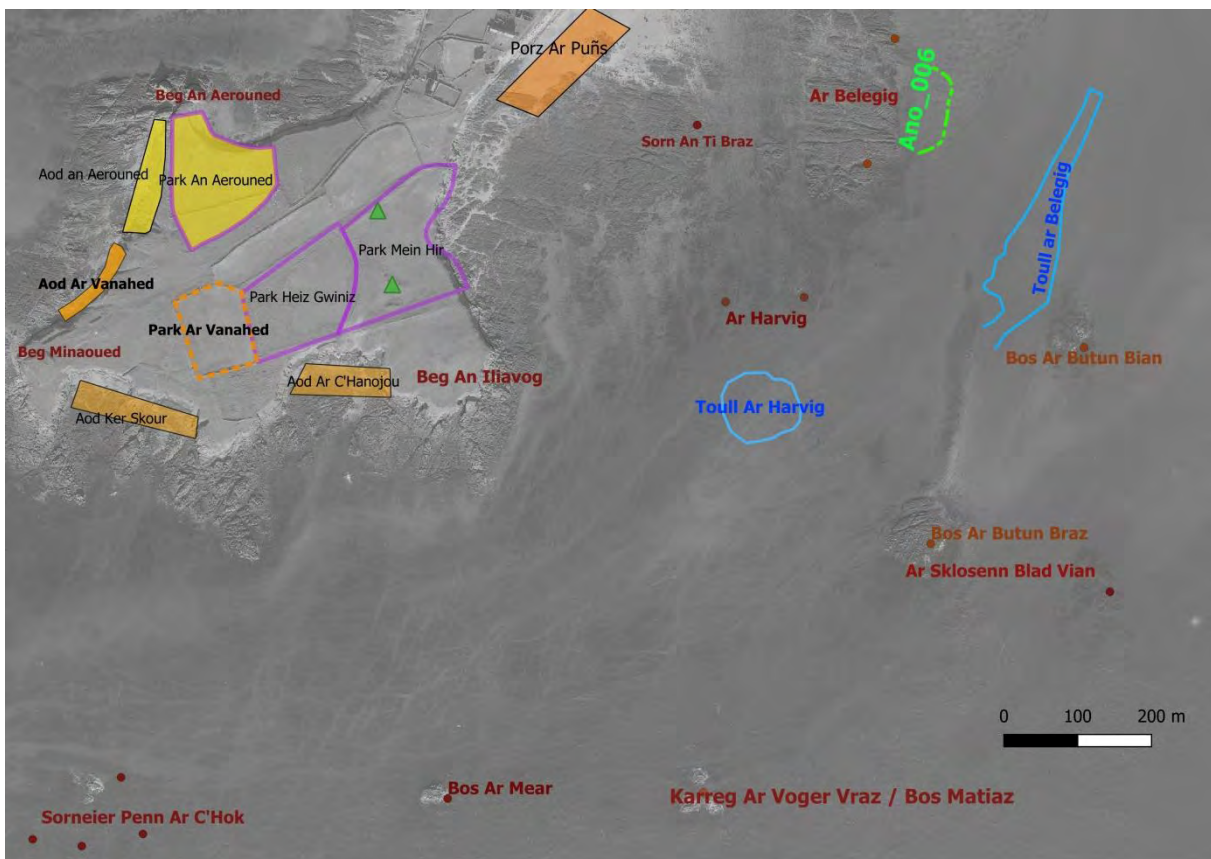 Porz Ar Puñs
Ano_006
Beg An Aerouned
Ar Belegig
Sorn An Ti Braz
Aod an Aerouned
Park An Aerouned
Toull ar Belegig
Park Mein Hir
Aod Ar Vanahed
Park Heiz Gwiniz
Ar Harvig
Park Ar Vanahed
Beg Minaoued
Bos Ar Butun Bian
Aod Ar C'Hanojou
Beg An Iliavog
Toull Ar Harvig
Aod Ker Skour
Bos Ar Butun Braz
Ar Sklosenn Blad Vian
0 100 200 m
Bos Ar Mear
Karreg Ar Voger Vraz / Bos Matiaz
Sorneier Penn Ar C'Hok